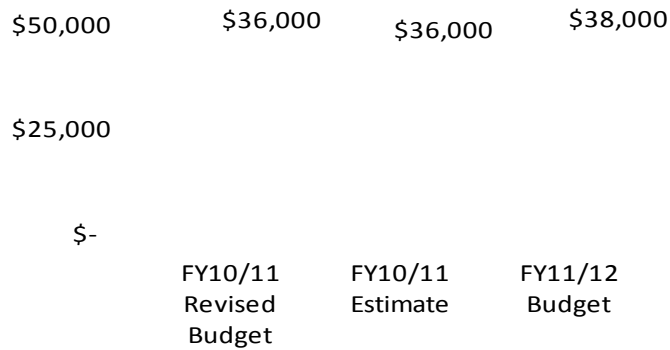 $50,000 $36,000 $36,000 $38,000
$25,000
$-
FY10/11 FY10/11 FY11/12
Revised Estimate Budget
Budget